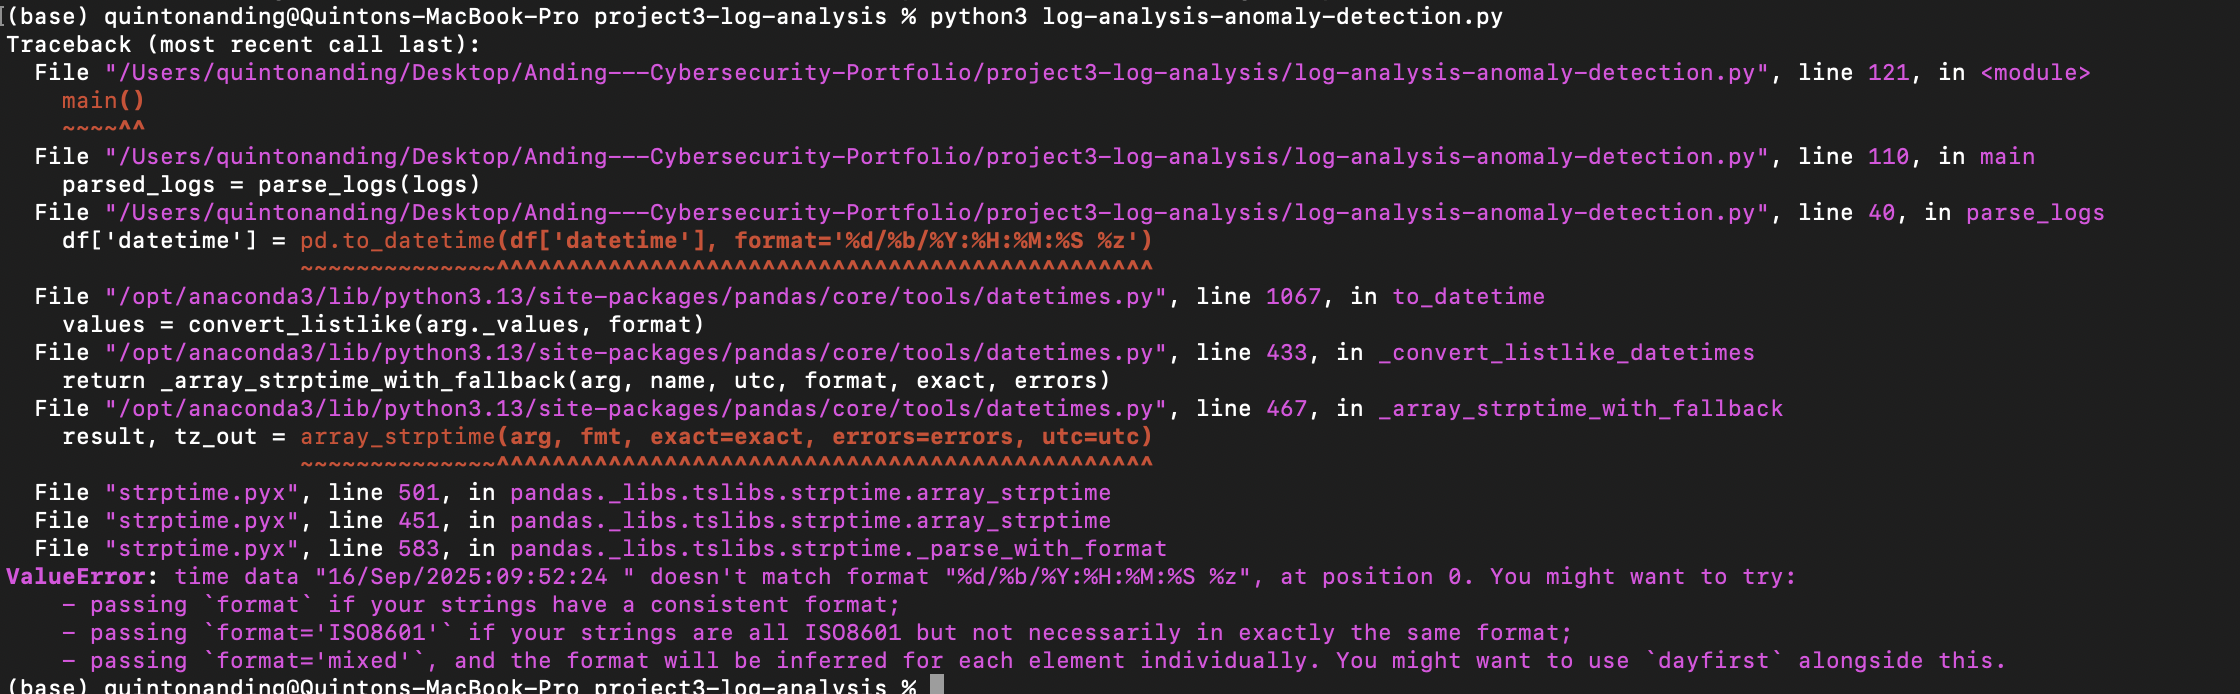 (base) quintonanding@Quintons-MacBook-Pro project3-log-analysis % python3 log-analysis-anomaly-detection.py
Traceback (most recent call last):
  File "/Users/quintonanding/Desktop/Anding---Cybersecurity-Portfolio/project3-log-analysis/log-analysis-anomaly-detection.py", line 121, in <module>
    main()
    ~~~~^^
  File "/Users/quintonanding/Desktop/Anding---Cybersecurity-Portfolio/project3-log-analysis/log-analysis-anomaly-detection.py", line 110, in main
    parsed_logs = parse_logs(logs)
  File "/Users/quintonanding/Desktop/Anding---Cybersecurity-Portfolio/project3-log-analysis/log-analysis-anomaly-detection.py", line 40, in parse_logs
    df['datetime'] = pd.to_datetime(df['datetime'], format='%d/%b/%Y:%H:%M:%S %z')
                     ~~~~~~~~~~~~~~^^^^^^^^^^^^^^^^^^^^^^^^^^^^^^^^^^^^^^^^^^^^^^^
  File "/opt/anaconda3/lib/python3.13/site-packages/pandas/core/tools/datetimes.py", line 1067, in to_datetime
    values = convert_listlike(arg._values, format)
  File "/opt/anaconda3/lib/python3.13/site-packages/pandas/core/tools/datetimes.py", line 433, in _convert_listlike_datetimes
    return _array_strptime_with_fallback(arg, name, utc, format, exact, errors)
  File "/opt/anaconda3/lib/python3.13/site-packages/pandas/core/tools/datetimes.py", line 467, in _array_strptime_with_fallback
    result, tz_out = array_strptime(arg, fmt, exact=exact, errors=errors, utc=utc)
                     ~~~~~~~~~~~~~~^^^^^^^^^^^^^^^^^^^^^^^^^^^^^^^^^^^^^^^^^^^^^^^
  File "strptime.pyx", line 501, in pandas._libs.tslibs.strptime.array_strptime
  File "strptime.pyx", line 451, in pandas._libs.tslibs.strptime.array_strptime
  File "strptime.pyx", line 583, in pandas._libs.tslibs.strptime._parse_with_format
ValueError: time data "16/Sep/2025:09:52:24 " doesn't match format "%d/%b/%Y:%H:%M:%S %z", at position 0. You might want to try:
    - passing `format` if your strings have a consistent format;
    - passing `format='ISO8601'` if your strings are all ISO8601 but not necessarily in exactly the same format;
    - passing `format='mixed'`, and the format will be inferred for each element individually. You might want to use `dayfirst` alongside this.
(base) quintonanding@Quintons-MacBook-Pro project3-log-analysis %